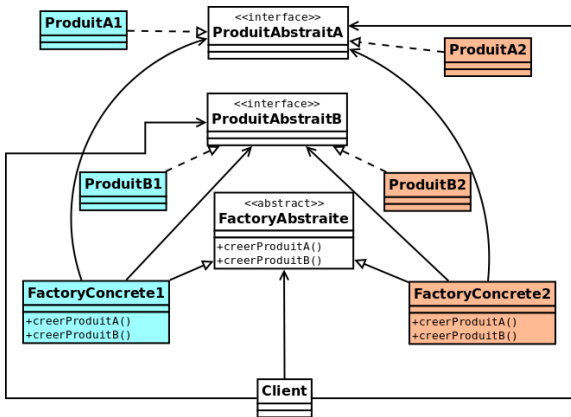 ProduitA1
<<interface>>
ProduitAbstraitA
ProduitA2
<<interface>>
ProduitAbstraitB
ProduitB1
ProduitB2
<<abstract>>
FactoryAbstraite
+creerProduitA()
+creerProduitB()
FactoryConcrete1
+creerProduitA()
+creerProduitB()
FactoryConcrete2
+creerProduitA()
+creerProduitB()
Client